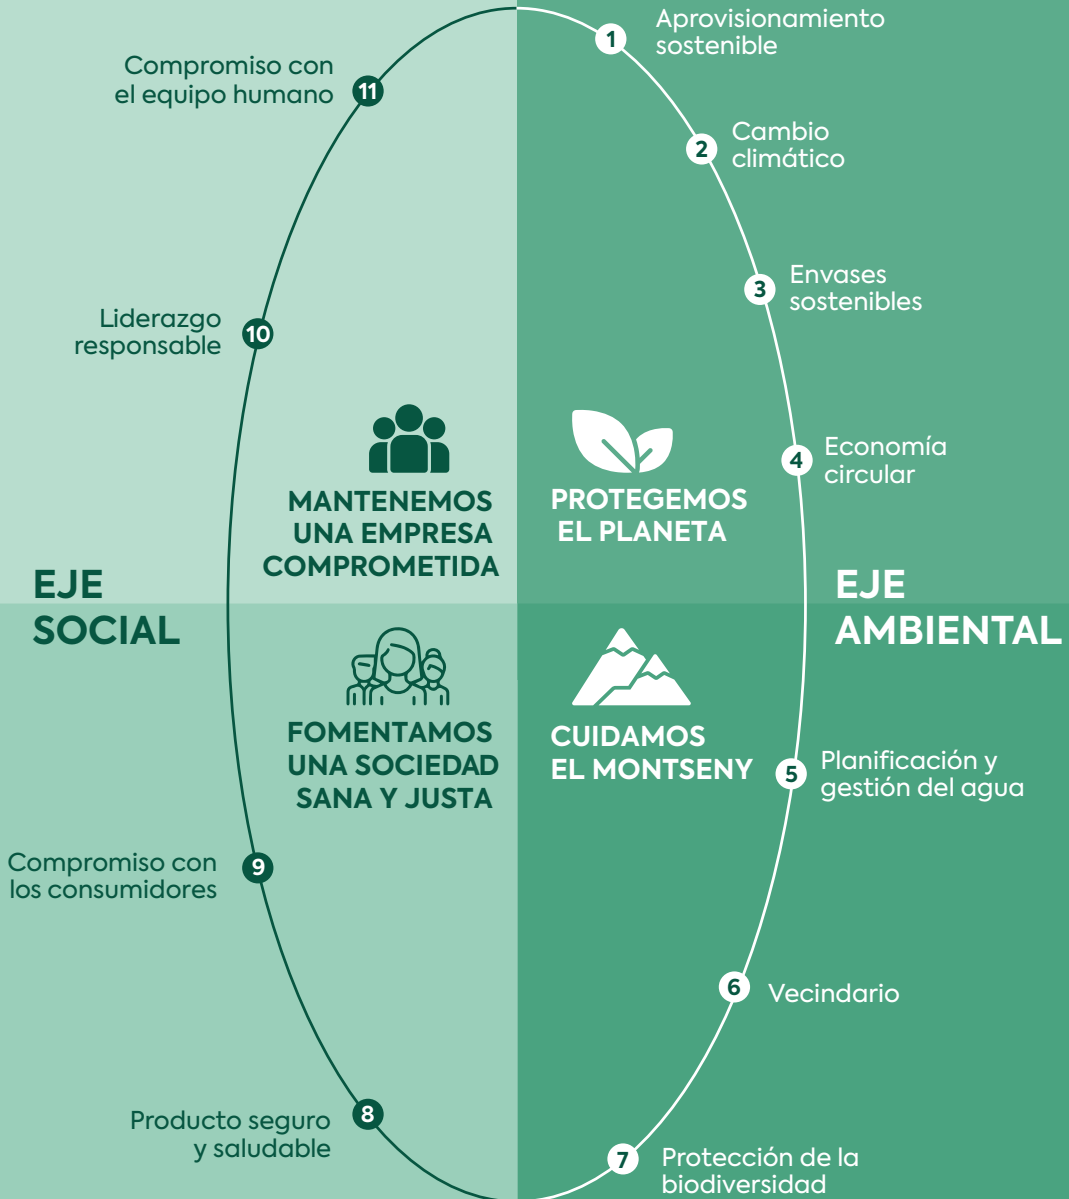 1
Aprovisionamiento
sostenible
2
Cambio
climático
3
Envases
sostenibles
4
Economía
circular
PROTEGEMOS
EL PLANETA
EJE
AMBIENTAL
CUIDAMOS
EL MONTSENY
5
Planificación y
gestión del agua
6
Vecindario
7
Protección de la
biodiversidad
8
Producto seguro
y saludable
9
Compromiso con
los consumidores
FOMENTAMOS
UNA SOCIEDAD
SANA Y JUSTA
EJE
SOCIAL
MANTENEMOS
UNA EMPRESA
COMPROMETIDA
10
Liderazgo
responsable
11
Compromiso con
el equipo humano